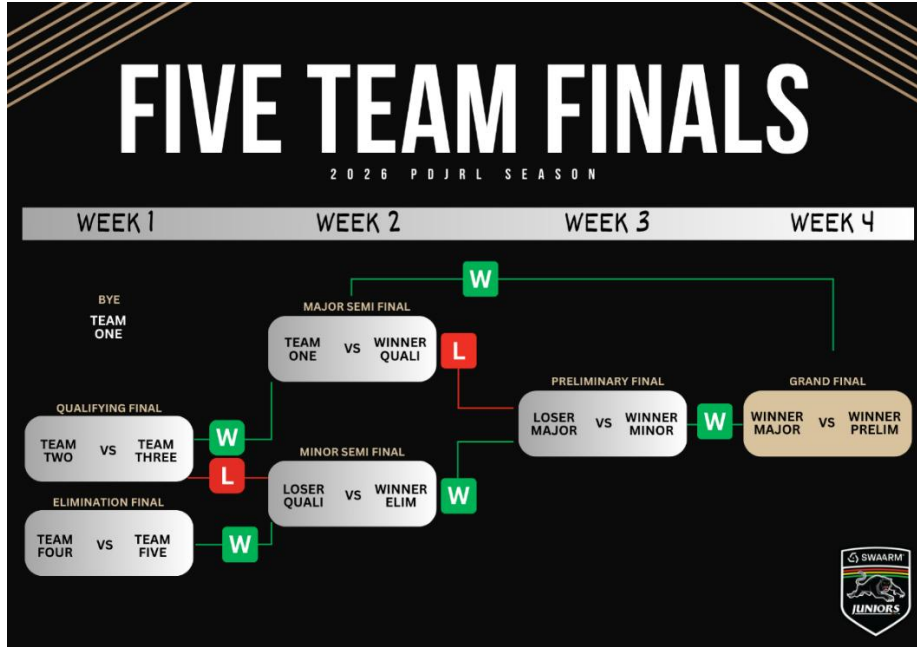 FIVE TEAM FINALS
2026 PDJRL SEASON
WEEK 1
WEEK 2
WEEK 3
WEEK 4
BYE
TEAM
ONE
QUALIFYING FINAL
TEAM
TWO
VS
TEAM
THREE
W
L
ELIMINATION FINAL
TEAM
FOUR
VS
TEAM
FIVE
W
MAJOR SEMI FINAL
TEAM
ONE
VS
WINNER
QUALI
W
L
MINOR SEMI FINAL
LOSER
QUALI
VS
WINNER
ELIM
W
PRELIMINARY FINAL
LOSER
MAJOR
VS
WINNER
MINOR
W
GRAND FINAL
WINNER
MAJOR
VS
WINNER
PRELIM
SWAARM
JUNIORS